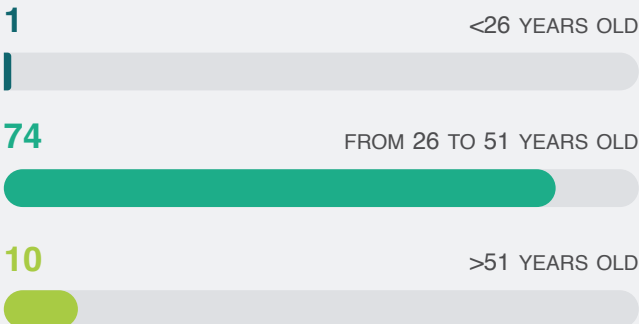 1 <26 YEARS OLD
74 FROM 26 TO 51 YEARS OLD
10 >51 YEARS OLD